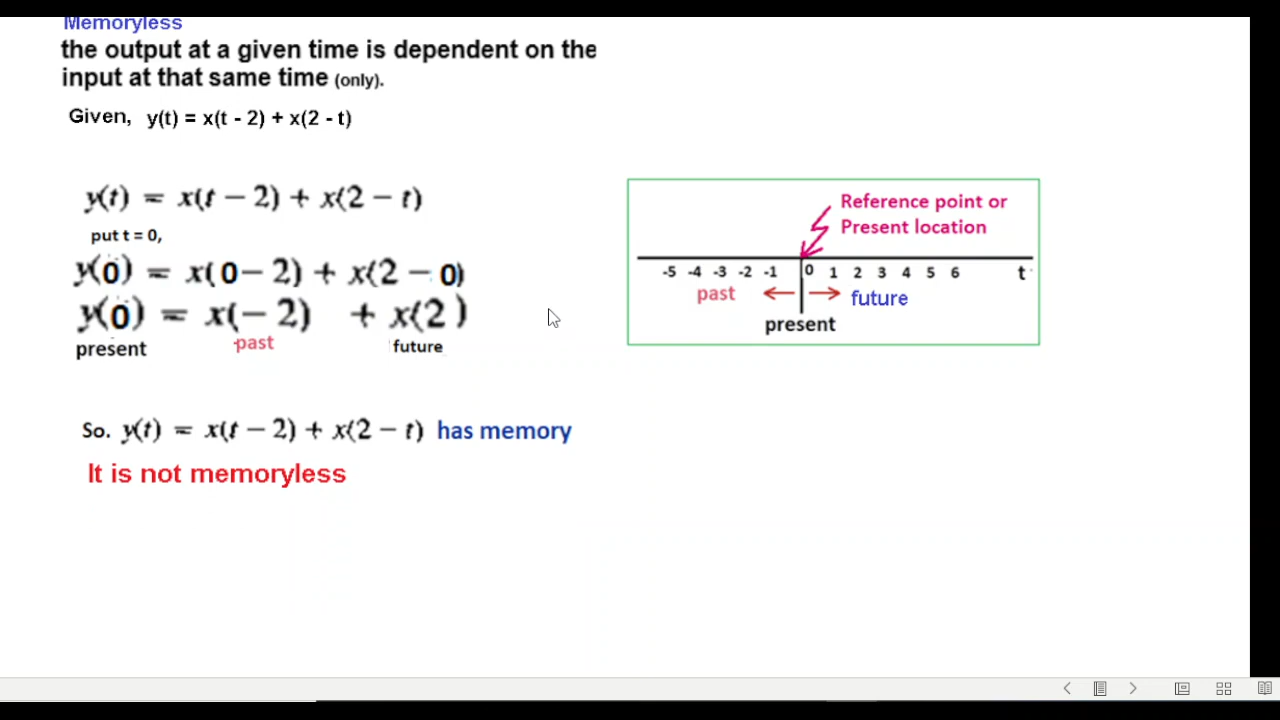 Memoryless
the output at a given time is dependent on the
input at that same time (only).
Given, y(t) = x(t - 2) + x(2 - t)
y(t) = x(t − 2) + x(2 − t)
put t = 0,
y(0) = x(0 − 2) + x(2 − 0)
y(0) = x(− 2) + x(2 )
present past future
So. y(t) = x(t − 2) + x(2 − t) has memory
It is not memoryless
Reference point or
Present location
-5 -4 -3 -2 -1 0 1 2 3 4 5 6 t
past future
present